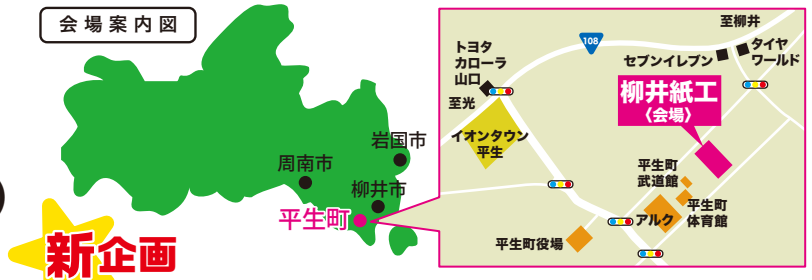 会場案内図
岩国市
周南市
柳井市
平生町
新企画
108
至柳井
トヨタ
カローラ
山口
セブンイレブン
タイヤ
ワールド
至光
柳井紙工
〈会場〉
イオンタウン
平生
平生町
武道館
平生町
体育館
アルク
平生町役場